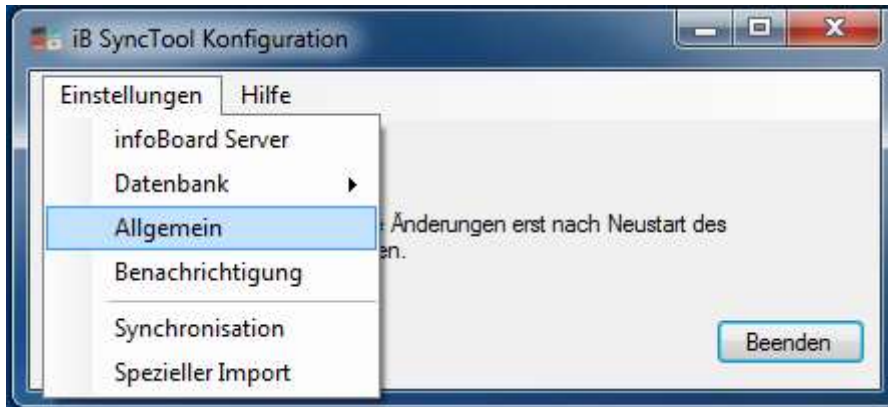 iB SyncTool Konfiguration
Einstellungen Hilfe
infoBoard Server
Datenbank
Allgemein
Änderungen erst nach Neustart des
Benachrichtigung
Synchronisation
Beenden
Spezieller Import